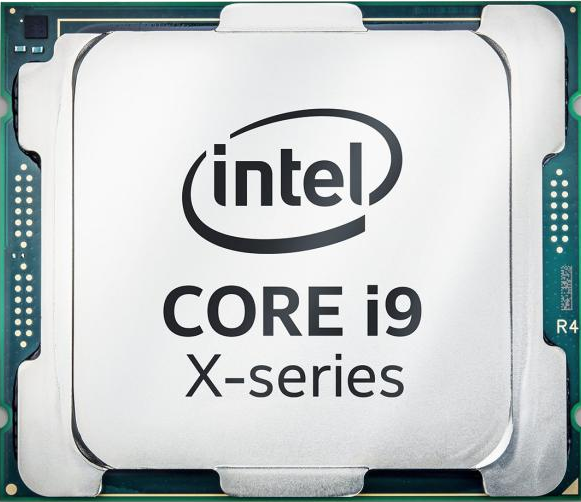 intel
CORE i9
X-series
R4